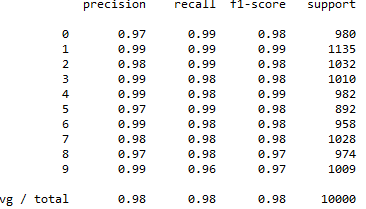 precision recall f1-score support
0 0.97 0.99 0.98 980
1 0.99 0.99 0.99 1135
2 0.98 0.99 0.98 1032
3 0.99 0.98 0.98 1010
4 0.99 0.98 0.99 982
5 0.97 0.99 0.98 892
6 0.99 0.98 0.98 958
7 0.98 0.98 0.98 1028
8 0.97 0.98 0.97 974
9 0.99 0.96 0.97 1009
vg / total 0.98 0.98 0.98 10000